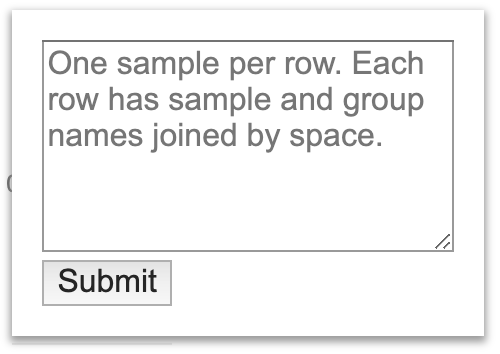 One sample per row. Each
row has sample and group
names joined by space.
Submit